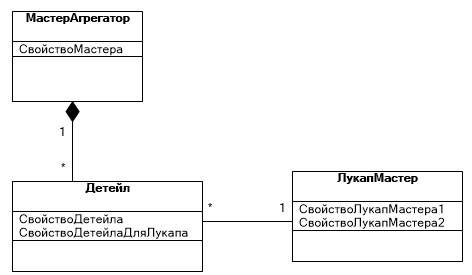 МастерАгрегатор
СвойствоМастера
1
*
Детейл
СвойствоДетейла
СвойствоДетейлаДляЛукапа
*
1
ЛукапМастер
СвойствоЛукапМастера1
СвойствоЛукапМастера2